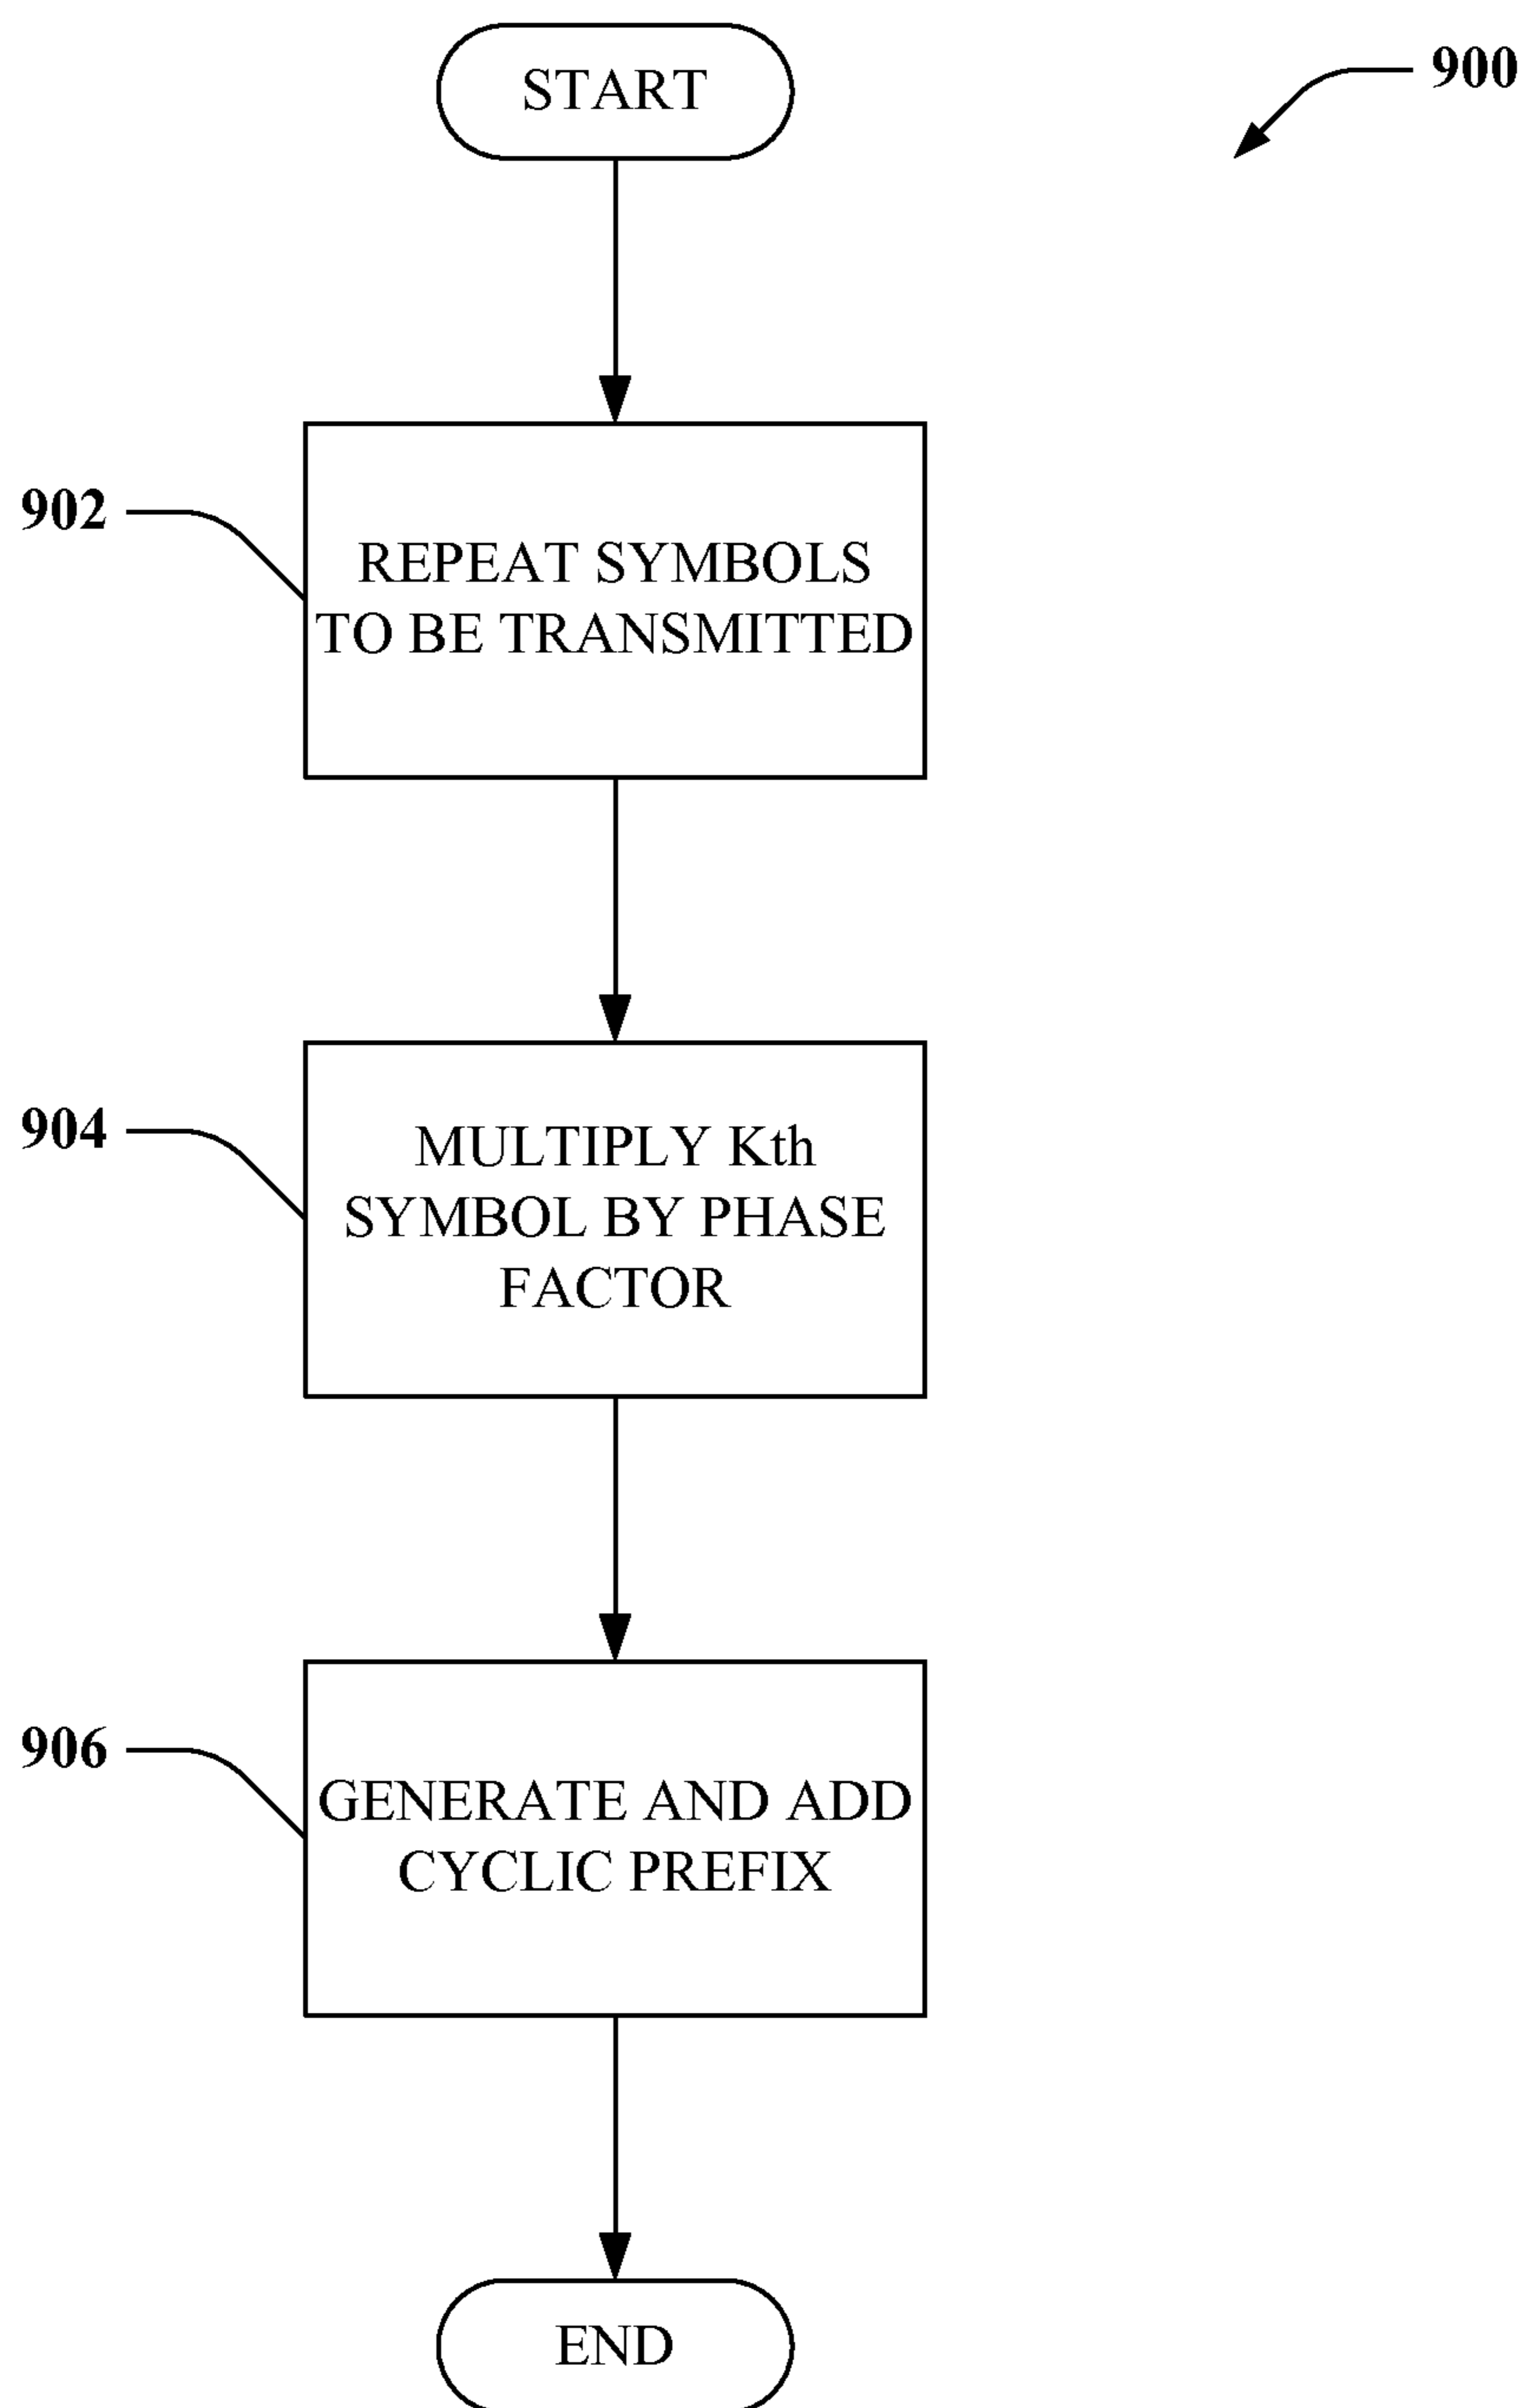 START
900
902
REPEAT SYMBOLS
TO BE TRANSMITTED
904
MULTIPLY Kth
SYMBOL BY PHASE
FACTOR
906
GENERATE AND ADD
CYCLIC PREFIX
END